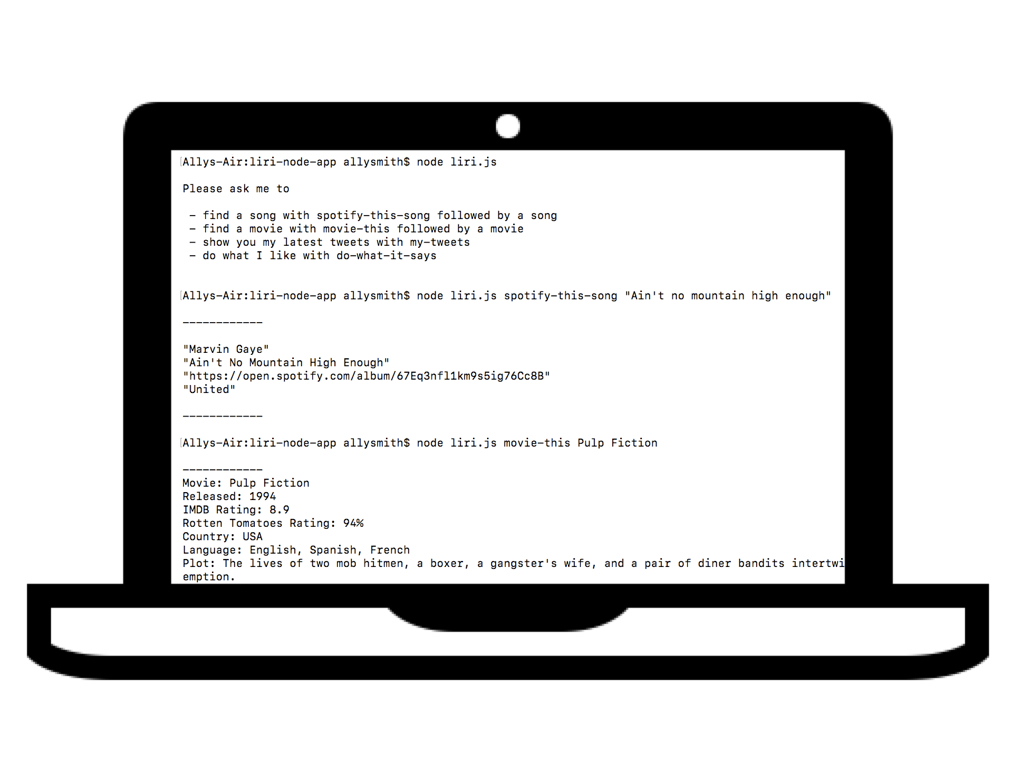 Allys-Air:liri-node-app allysmith$ node liri.js
Please ask me to
- find a song with spotify-this-song followed by a song
- find a movie with movie-this followed by a movie
- show you my latest tweets with my-tweets
- do what I like with do-what-it-says
Allys-Air:liri-node-app allysmith$ node liri.js spotify-this-song "Ain't no mountain high enough"
------------
"Marvin Gaye"
"Ain't No Mountain High Enough"
"https://open.spotify.com/album/67Eq3nfl1km9s5ig76Cc8B"
"United"
------------
Allys-Air:liri-node-app allysmith$ node liri.js movie-this Pulp Fiction
------------
Movie: Pulp Fiction
Released: 1994
IMDB Rating: 8.9
Rotten Tomatoes Rating: 94%
Country: USA
Language: English, Spanish, French
Plot: The lives of two mob hitmen, a boxer, a gangster's wife, and a pair of diner bandits intertwi
emption.